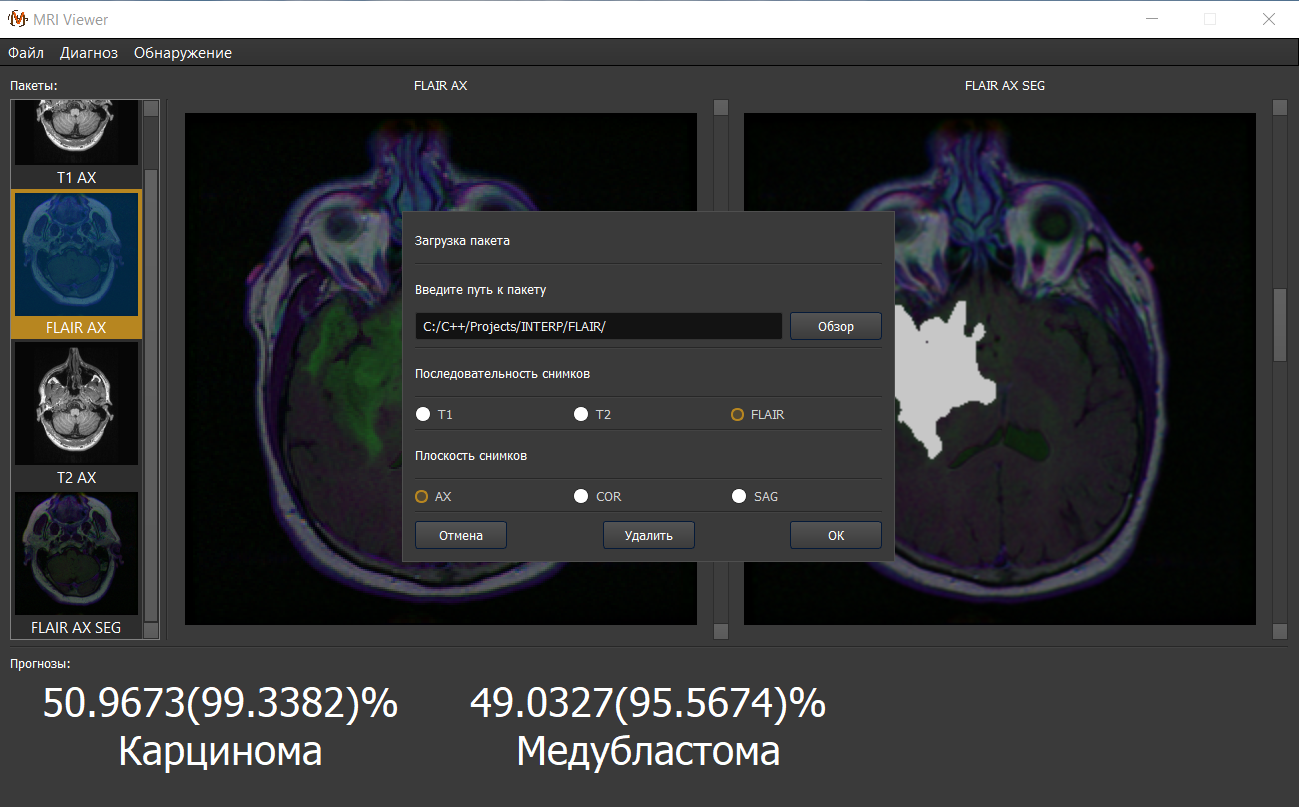 MRI Viewer
Файл Диагноз Обнаружение
Пакеты:
FLAIR AX
FLAIR AX SEG
T1 AX
FLAIR AX
T2 AX
FLAIR AX SEG
Загрузка пакета
Введите путь к пакету
C:/C++/Projects/INTERP/FLAIR/ Обзор
Последовательность снимков
T1 T2 FLAIR
Плоскость снимков
AX COR SAG
Отмена Удалить ОК
Прогнозы:
50.9673(99.3382)% 49.0327(95.5674)%
Карцинома Медубластома